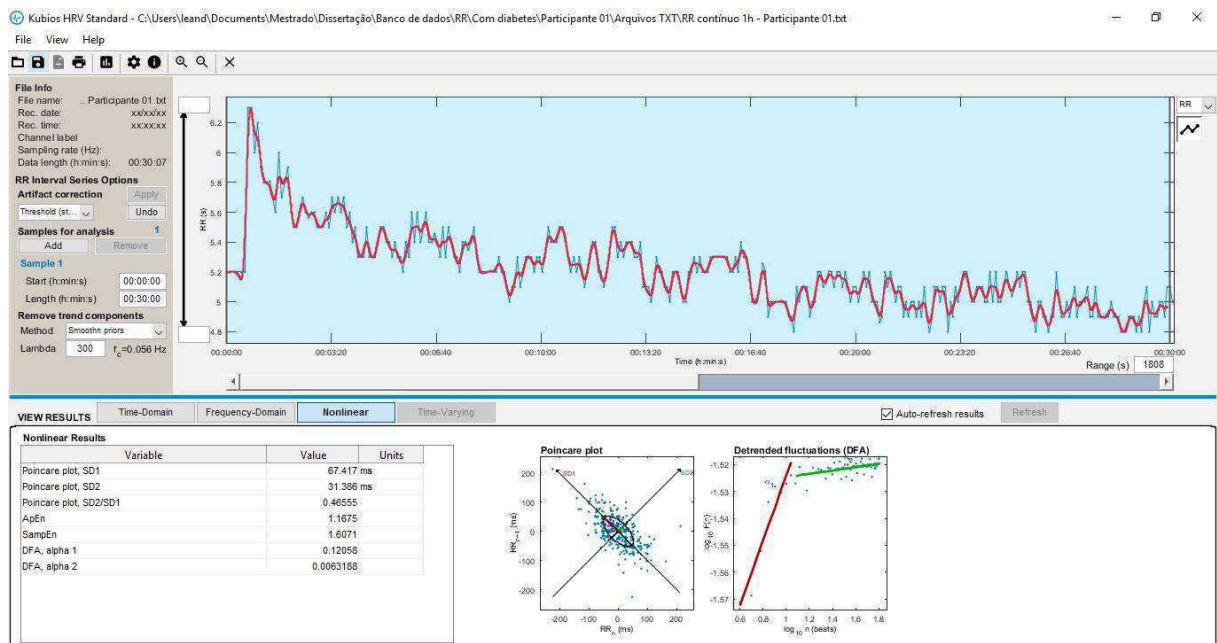 Kubios HRV Standard - C:\Users\leand\Documents\Mestrado\Dissertação\Banco de dados\RR\Com diabetes\Participante 01\Arquivos TXT\RR contínuo 1h - Participante 01.txt
File View Help
File Info
File name: .. Participante 01.txt
Rec. date: xx/xx/xx
Rec. time: xx:xx:xx
Channel label
Sampling rate (Hz):
Data length (h:min:s): 00:30:07
RR Interval Series Options
Artifact correction Apply
Threshold (st... Undo
Samples for analysis 1
Add Remove
Sample 1
Start (h:min:s) 00:00:00
Length (h:min:s) 00:30:00
Remove trend components
Method Smoothn priors
Lambda 300 fc=0.056 Hz
RR
RR (s)
6.2
6
5.8
5.6
5.4
5.2
5
4.8
00:00:00 00:03:20 00:06:40 00:10:00 00:13:20 00:16:40 00:20:00 00:23:20 00:26:40 00:30:00
Time (h:min:s)
Range (s) 1808
VIEW RESULTS Time-Domain Frequency-Domain Nonlinear Time-Varying Auto-refresh results Refresh
Nonlinear Results
Variable Value Units
Poincare plot, SD1 67.417 ms
Poincare plot, SD2 31.386 ms
Poincare plot, SD2/SD1 0.46555
ApEn 1.1675
SampEn 1.6071
DFA, alpha 1 0.12058
DFA, alpha 2 0.0063188
Poincare plot
SD1
SD2
RRn+1 (ms)
200
100
0
-100
-200
-200 -100 0 100 200
RRn (ms)
Detrended fluctuations (DFA)
α1
log10 F(n)
-1.52
-1.53
-1.55
-1.56
-1.57
0.6 0.8 1 1.2 1.4 1.6 1.8
log10 n (beats)